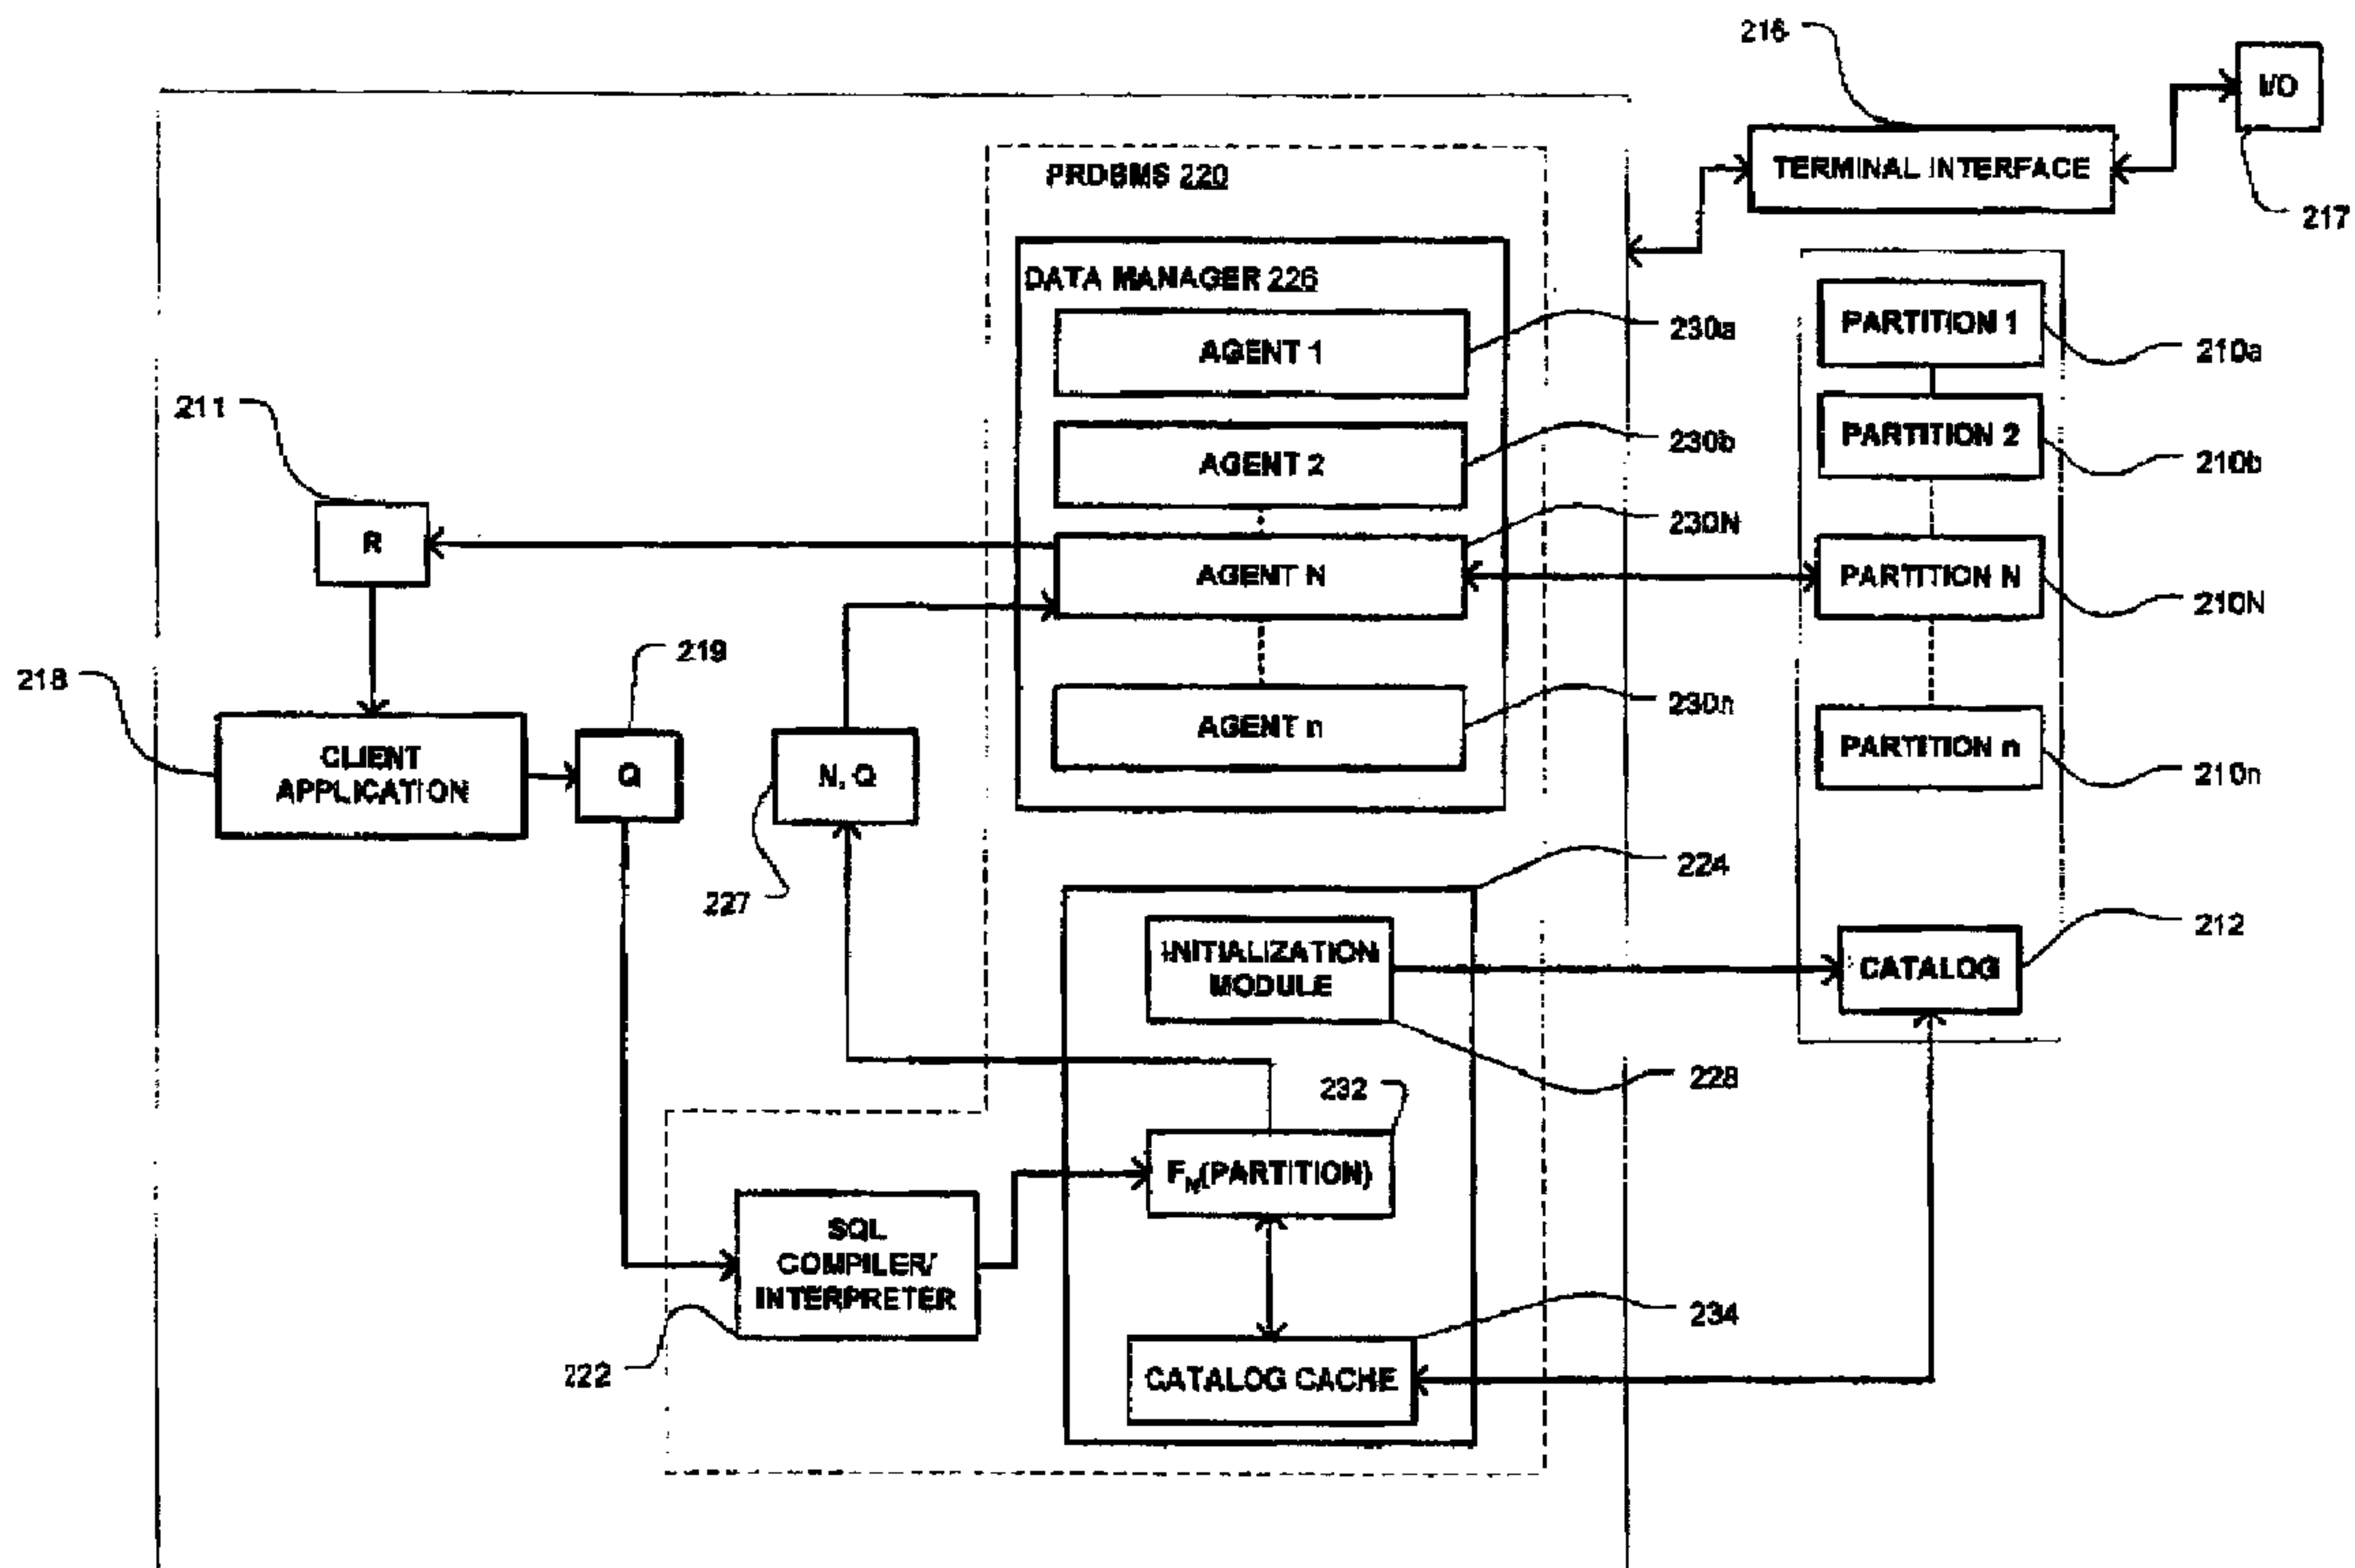 216
I/O
PRDBMS 220
TERMINAL INTERFACE
217
DATA MANAGER 226
PARTITION 1
230a
AGENT 1
210a
211
PARTITION 2
230b
AGENT 2
210b
230N
R
AGENT N
PARTITION N
210N
219
218
230n
AGENT n
PARTITION n
CLIENT
APPLICATION
Q
N, Q
210n
224
227
212
INITIALIZATION
MODULE
CATALOG
228
232
FN(PARTITION)
SQL
COMPILER/
INTERPRETER
234
222
CATALOG CACHE